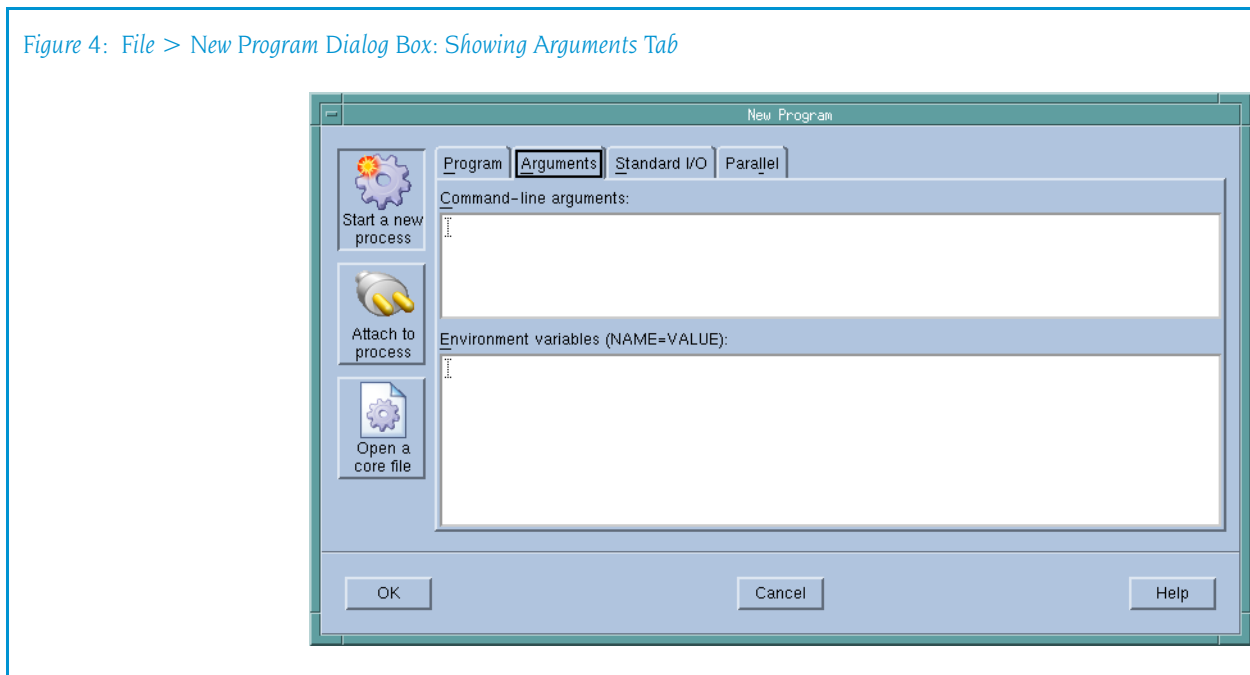 Figure 4: File > New Program Dialog Box: Showing Arguments Tab
New Program
Start a new
process
Attach to
process
Open a
core file
Program Arguments Standard I/O Parallel
Command-line arguments:
Environment variables (NAME=VALUE):
OK Cancel Help